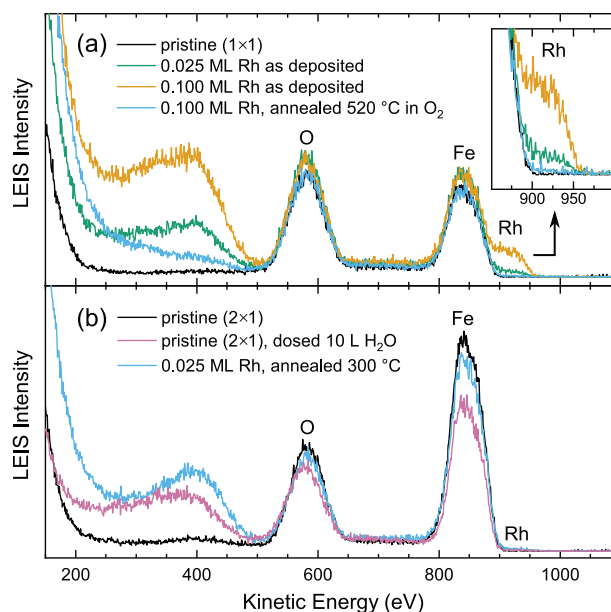 (a)
pristine (1×1)
0.025 ML Rh as deposited
0.100 ML Rh as deposited
0.100 ML Rh, annealed 520 °C in O₂
Rh
900 925 950
O
Fe
Rh
LEIS Intensity
(b)
pristine (2×1)
pristine (2×1), dosed 10 L H₂O
0.025 ML Rh, annealed 300 °C
O
Fe
Rh
LEIS Intensity
200 400 600 800 1000
Kinetic Energy (eV)